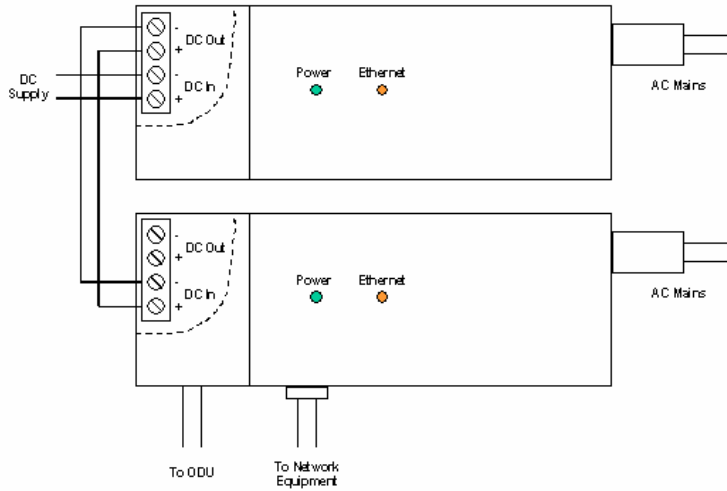 -
DC Out
+
-
DC In
+
DC
Supply
Power
Ethernet
AC Mains
-
DC Out
+
-
DC In
+
Power
Ethernet
AC Mains
To ODU
To Network
Equipment